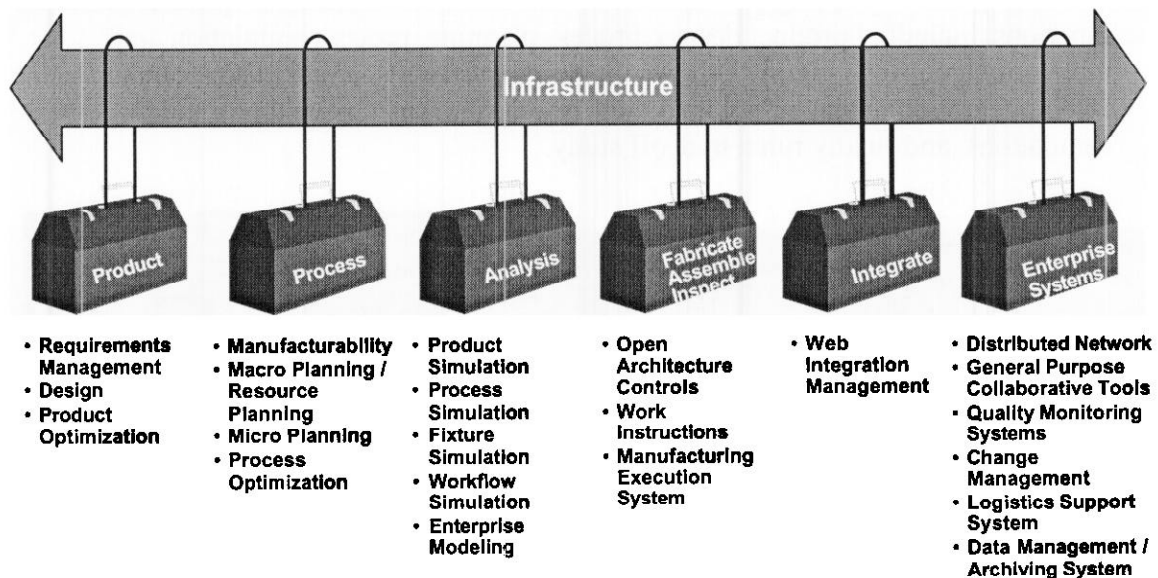 Infrastructure
Product
Process
Analysis
Fabricate
Assemble
Inspect
Integrate
Enterprise
Systems
• Requirements
Management
• Design
• Product
Optimization
• Manufacturability
• Macro Planning /
Resource
Planning
• Micro Planning
• Process
Optimization
• Product
Simulation
• Process
Simulation
• Fixture
Simulation
• Workflow
Simulation
• Enterprise
Modeling
• Open
Architecture
Controls
• Work
Instructions
• Manufacturing
Execution
System
• Web
Integration
Management
• Distributed Network
• General Purpose
Collaborative Tools
• Quality Monitoring
Systems
• Change
Management
• Logistics Support
System
• Data Management /
Archiving System